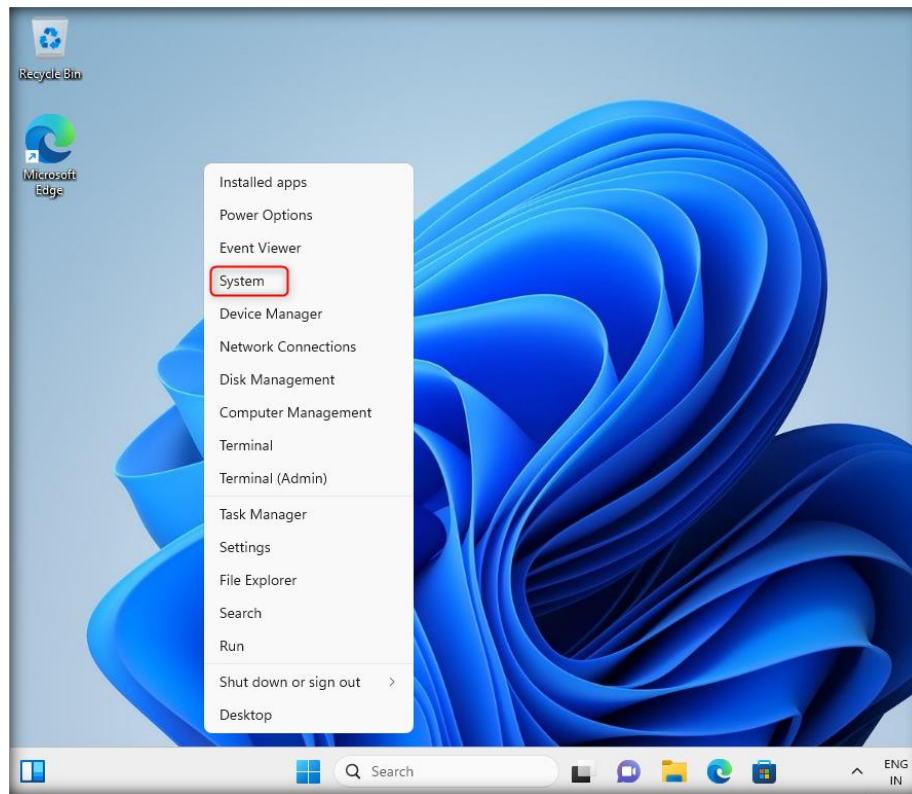 Recycle Bin
Microsoft
Edge
Installed apps
Power Options
Event Viewer
System
Device Manager
Network Connections
Disk Management
Computer Management
Terminal
Terminal (Admin)
Task Manager
Settings
File Explorer
Search
Run
Shut down or sign out
Desktop
Search
ENG
IN